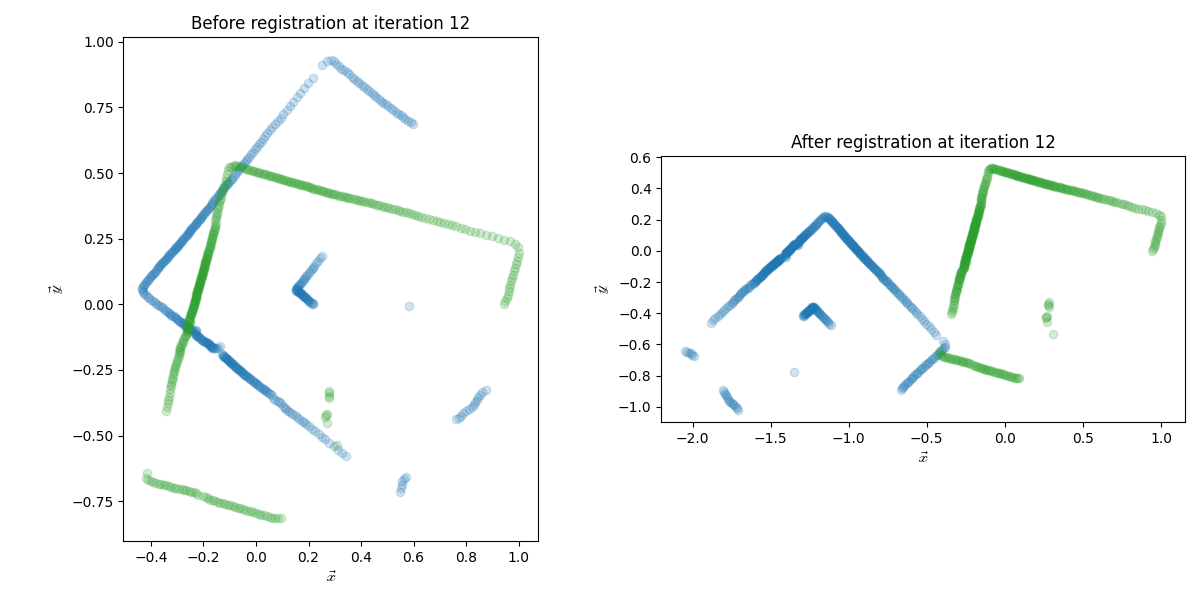 Before registration at iteration 12
1.00
0.75
0.50
0.25
0.00
−0.25
−0.50
−0.75
−0.4 −0.2 0.0 0.2 0.4 0.6 0.8 1.0
x⃗
y⃗
After registration at iteration 12
0.6
0.4
0.2
0.0
−0.2
−0.4
−0.6
−0.8
−1.0
−2.0 −1.5 −1.0 −0.5 0.0 0.5 1.0
x⃗
y⃗